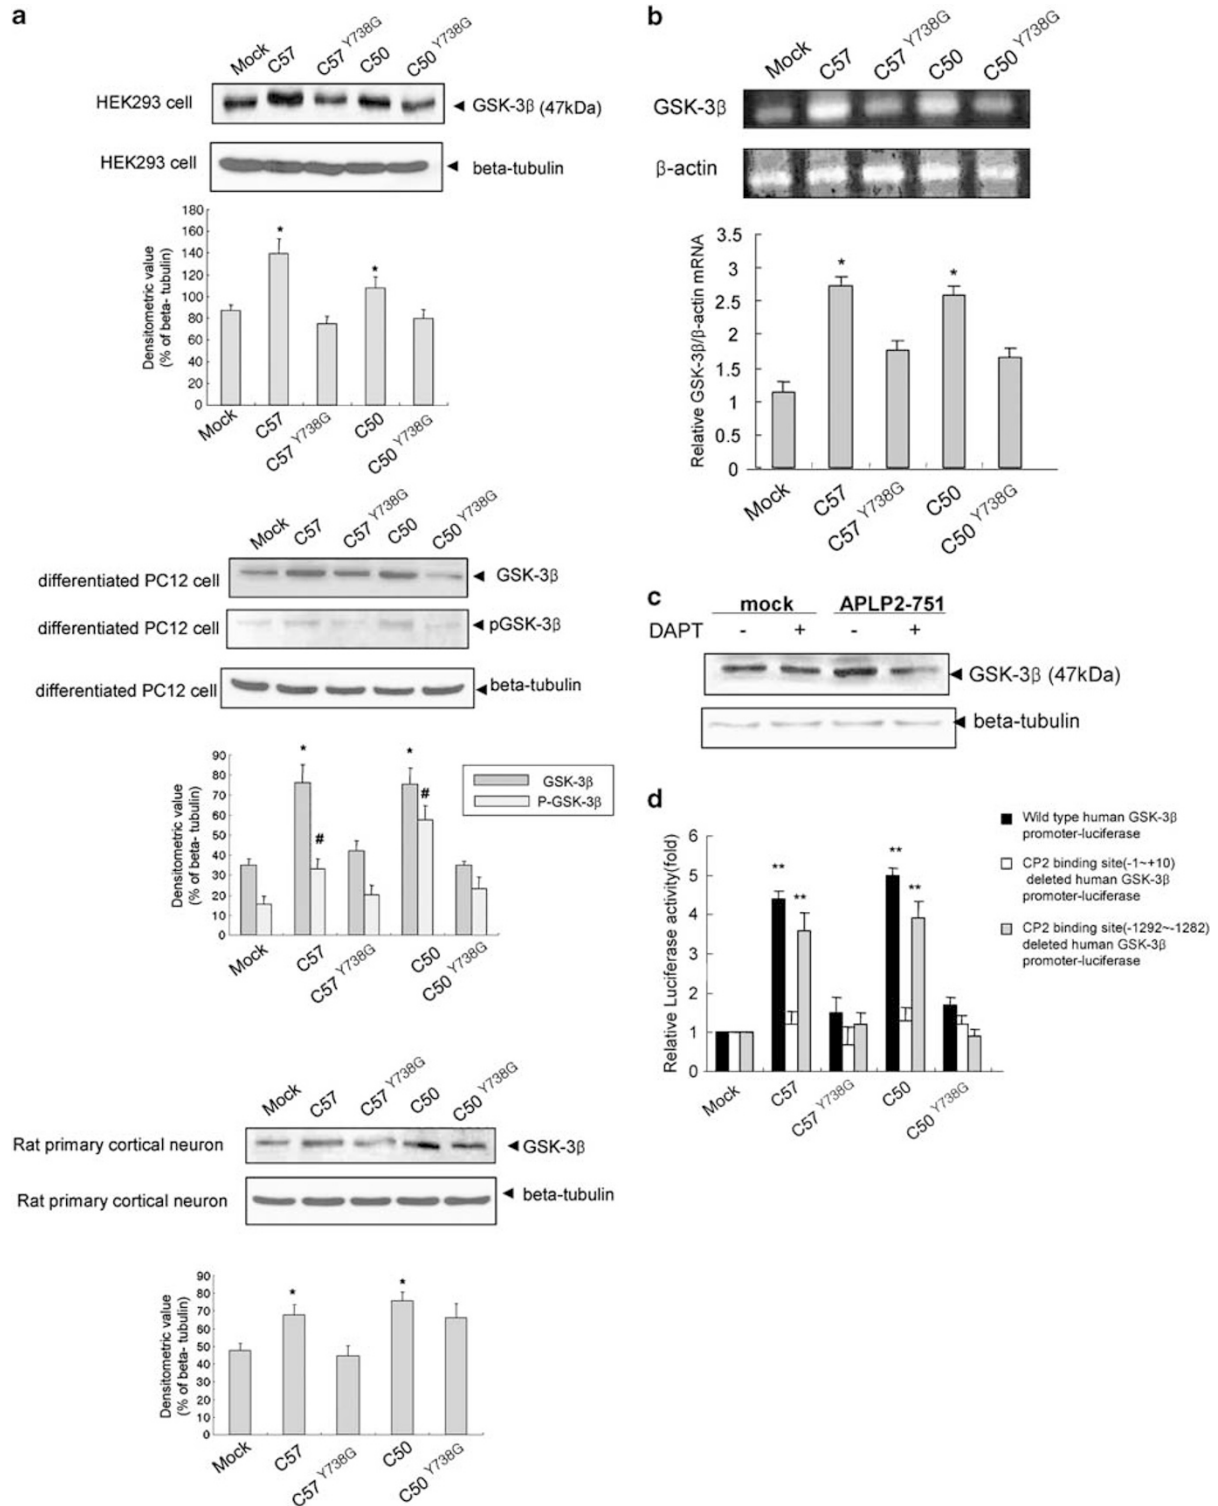 a
Mock C57 C57 Y738G C50 C50 Y738G
HEK293 cell
GSK-3β (47kDa)
HEK293 cell
beta-tubulin
Densitometric value
(% of beta- tubulin)
180
160
140
120
100
80
60
40
20
0
*
*
Mock C57 C57 Y738G C50 C50 Y738G
Mock C57 C57 Y738G C50 C50 Y738G
differentiated PC12 cell
GSK-3β
differentiated PC12 cell
pGSK-3β
differentiated PC12 cell
beta-tubulin
Densitometric value
(% of beta- tubulin)
90
80
70
60
50
40
30
20
10
0
*
#
*
#
GSK-3β
P-GSK-3β
Mock C57 C57 Y738G C50 C50 Y738G
Mock C57 C57 Y738G C50 C50 Y738G
Rat primary cortical neuron
GSK-3β
Rat primary cortical neuron
beta-tubulin
Densitometric value
(% of beta- tubulin)
90
80
70
60
50
40
30
20
10
0
*
*
Mock C57 C57 Y738G C50 C50 Y738G
b
Mock C57 C57 Y738G C50 C50 Y738G
GSK-3β
β-actin
Relative GSK-3β/β-actin mRNA
3.5
3
2.5
2
1.5
1
0.5
0
*
*
Mock C57 C57 Y738G C50 C50 Y738G
c
mock APLP2-751
DAPT - + - +
GSK-3β (47kDa)
beta-tubulin
d
Relative Luciferase activity(fold)
6
5
4
3
2
1
0
**
**
**
**
Mock C57 C57 Y738G C50 C50 Y738G
Wild type human GSK-3β
promoter-luciferase
CP2 binding site(-1~+10)
deleted human GSK-3β
promoter-luciferase
CP2 binding site(-1292~-1282)
deleted human GSK-3β
promoter-luciferase